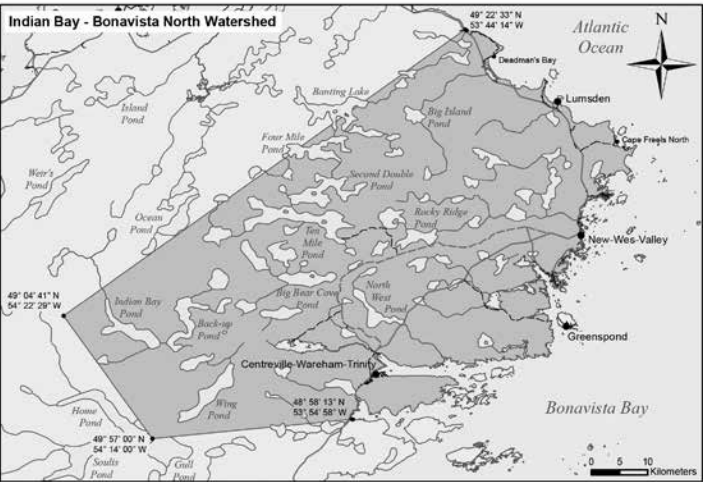 Indian Bay - Bonavista North Watershed
49° 22' 33" N
53° 44' 14" W
Atlantic
Ocean
N
Deadman's Bay
Lumsden
Cape Freels North
Banting Lake
Island
Pond
Big Island
Pond
Four Mile
Pond
Weir's
Pond
Second Double
Pond
Ocean
Pond
Rocky Ridge
Pond
Ten
Mile
Pond
New-Wes-Valley
49° 04' 41" N
54° 22' 29" W
Indian Bay
Pond
Big Bear Cave
Pond
North
West
Pond
Back-up
Pond
Greenspond
Centreville-Wareham-Trinity
48° 58' 13" N
53° 54' 58" W
Wing
Pond
Home
Pond
Bonavista Bay
49° 57' 00" N
54° 14' 00" W
Soulis
Pond
Gull
Pond
0 5 10
Kilometers